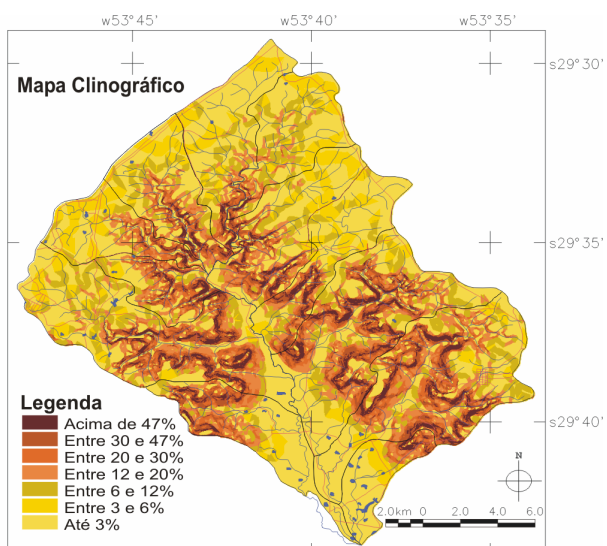 w53°45' w53°40' w53°35'
s29°30'
Mapa Clinográfico
s29°35'
Legenda
Acima de 47%
Entre 30 e 47%
Entre 20 e 30%
Entre 12 e 20%
Entre 6 e 12%
Entre 3 e 6%
Até 3%
s29°40'
N
2.0km 0 2.0 4.0 6.0